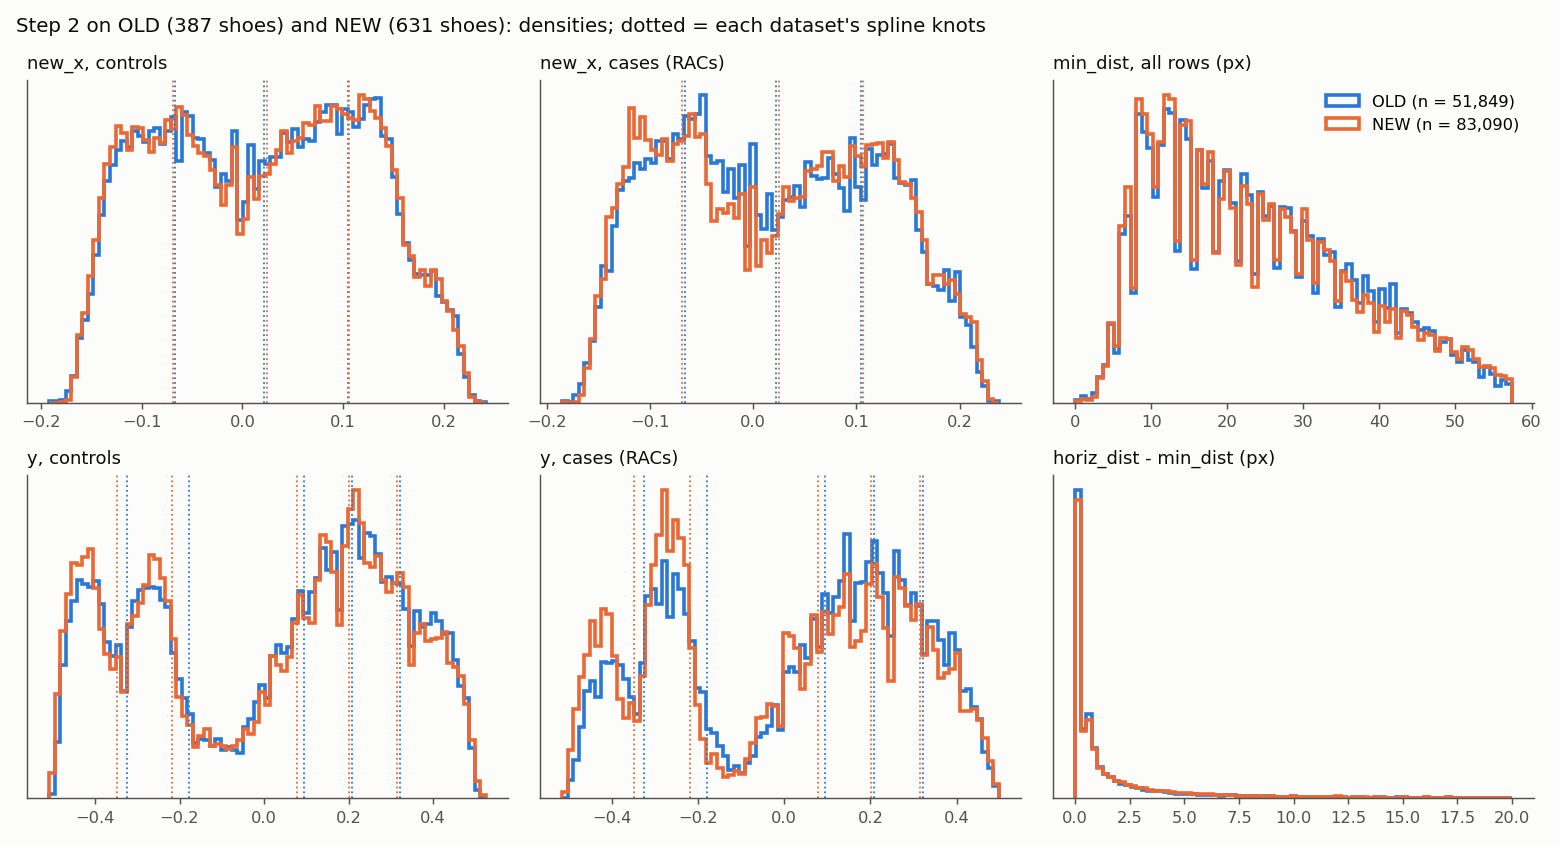 Step 2 on OLD (387 shoes) and NEW (631 shoes): densities; dotted = each dataset's spline knots
new_x, controls
new_x, cases (RACs)
min_dist, all rows (px)
OLD (n = 51,849)
NEW (n = 83,090)
−0.2 −0.1 0.0 0.1 0.2
−0.2 −0.1 0.0 0.1 0.2
0 10 20 30 40 50 60
y, controls
y, cases (RACs)
horiz_dist - min_dist (px)
−0.4 −0.2 0.0 0.2 0.4
−0.4 −0.2 0.0 0.2 0.4
0.0 2.5 5.0 7.5 10.0 12.5 15.0 17.5 20.0